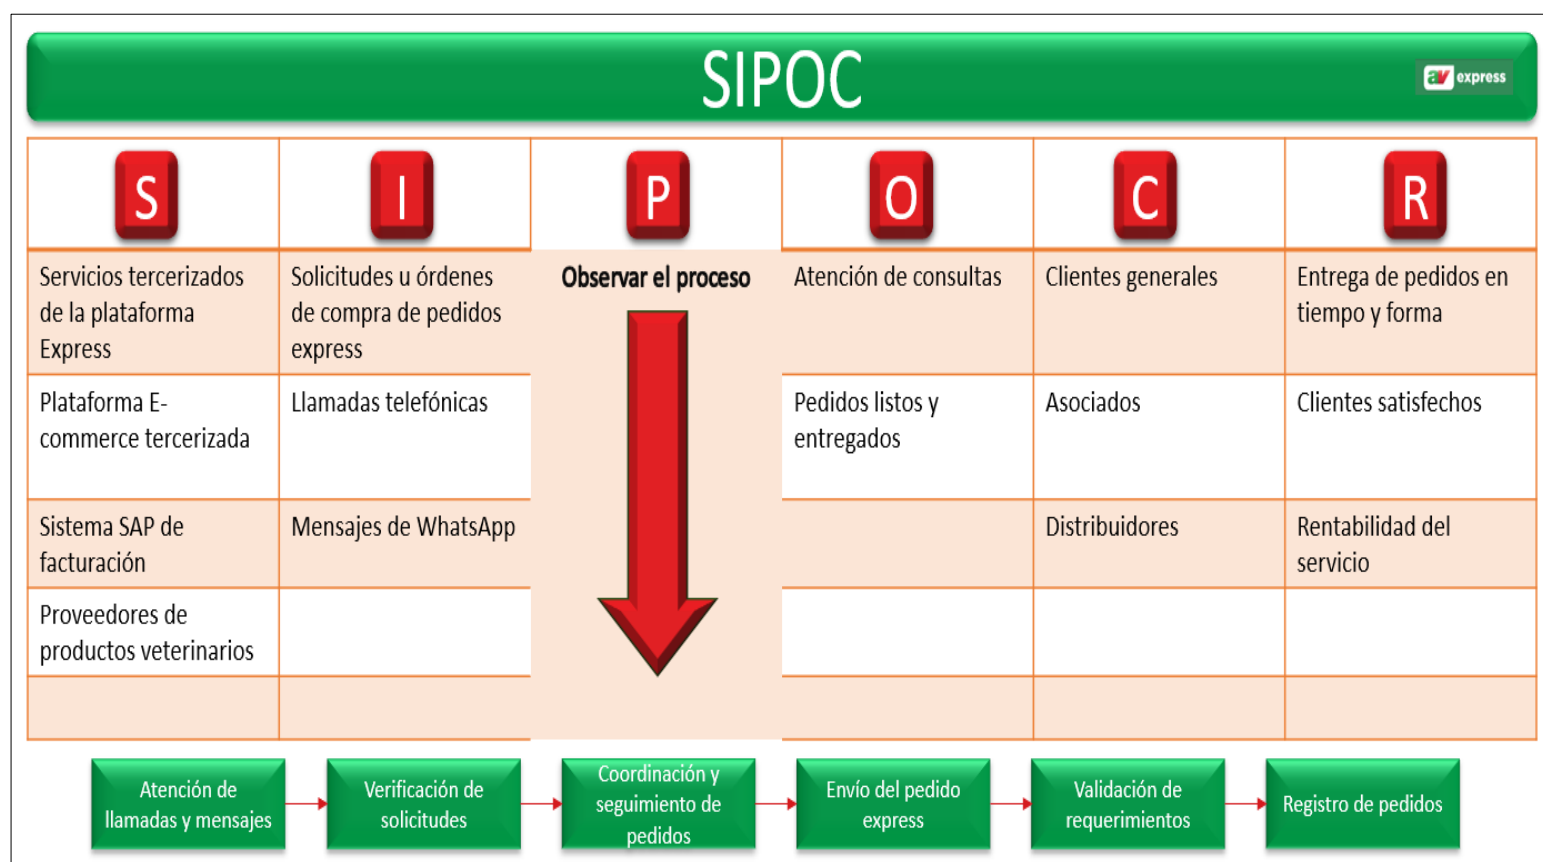 SIPOC
av express
S
I
P
O
C
R
Servicios tercerizados
de la plataforma
Express
Solicitudes u órdenes
de compra de pedidos
express
Observar el proceso
Atención de consultas
Clientes generales
Entrega de pedidos en
tiempo y forma
Plataforma E-
commerce tercerizada
Llamadas telefónicas
Pedidos listos y
entregados
Asociados
Clientes satisfechos
Sistema SAP de
facturación
Mensajes de WhatsApp
Distribuidores
Rentabilidad del
servicio
Proveedores de
productos veterinarios
Atención de
llamadas y mensajes
Verificación de
solicitudes
Coordinación y
seguimiento de
pedidos
Envío del pedido
express
Validación de
requerimientos
Registro de pedidos